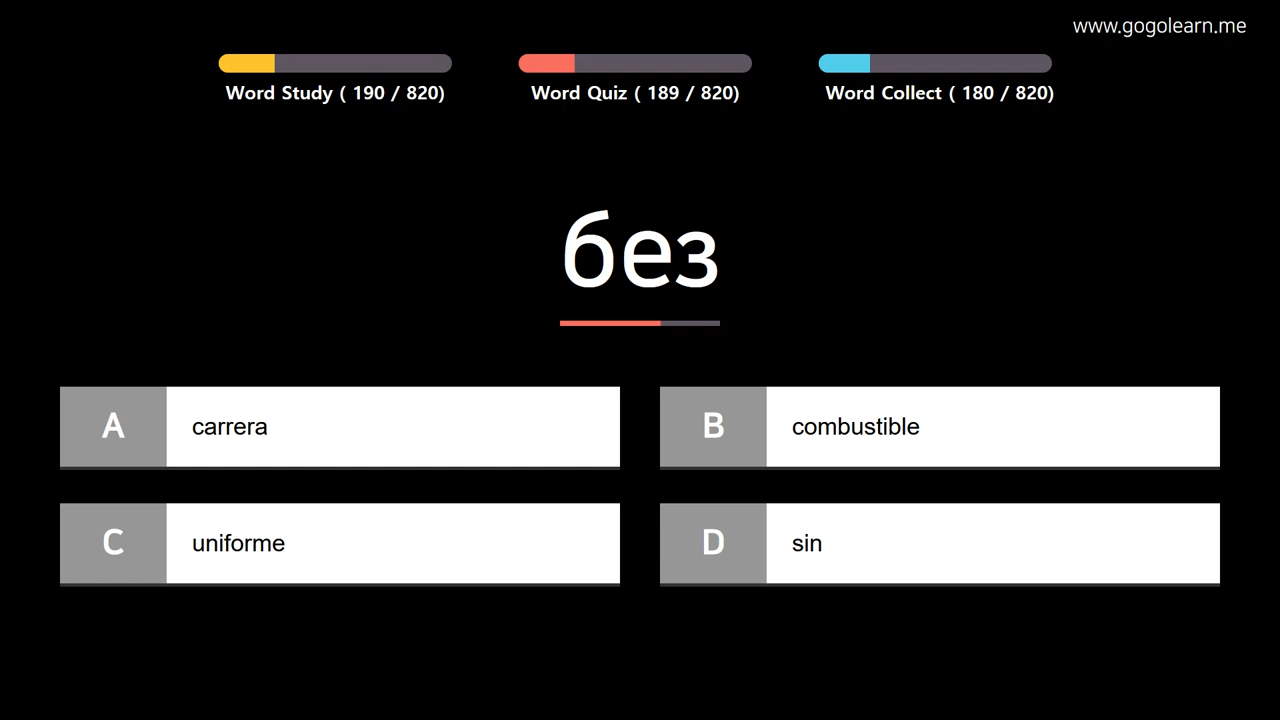 www.gogolearn.me
Word Study ( 190 / 820)
Word Quiz ( 189 / 820)
Word Collect ( 180 / 820)
без
A carrera
B combustible
C uniforme
D sin